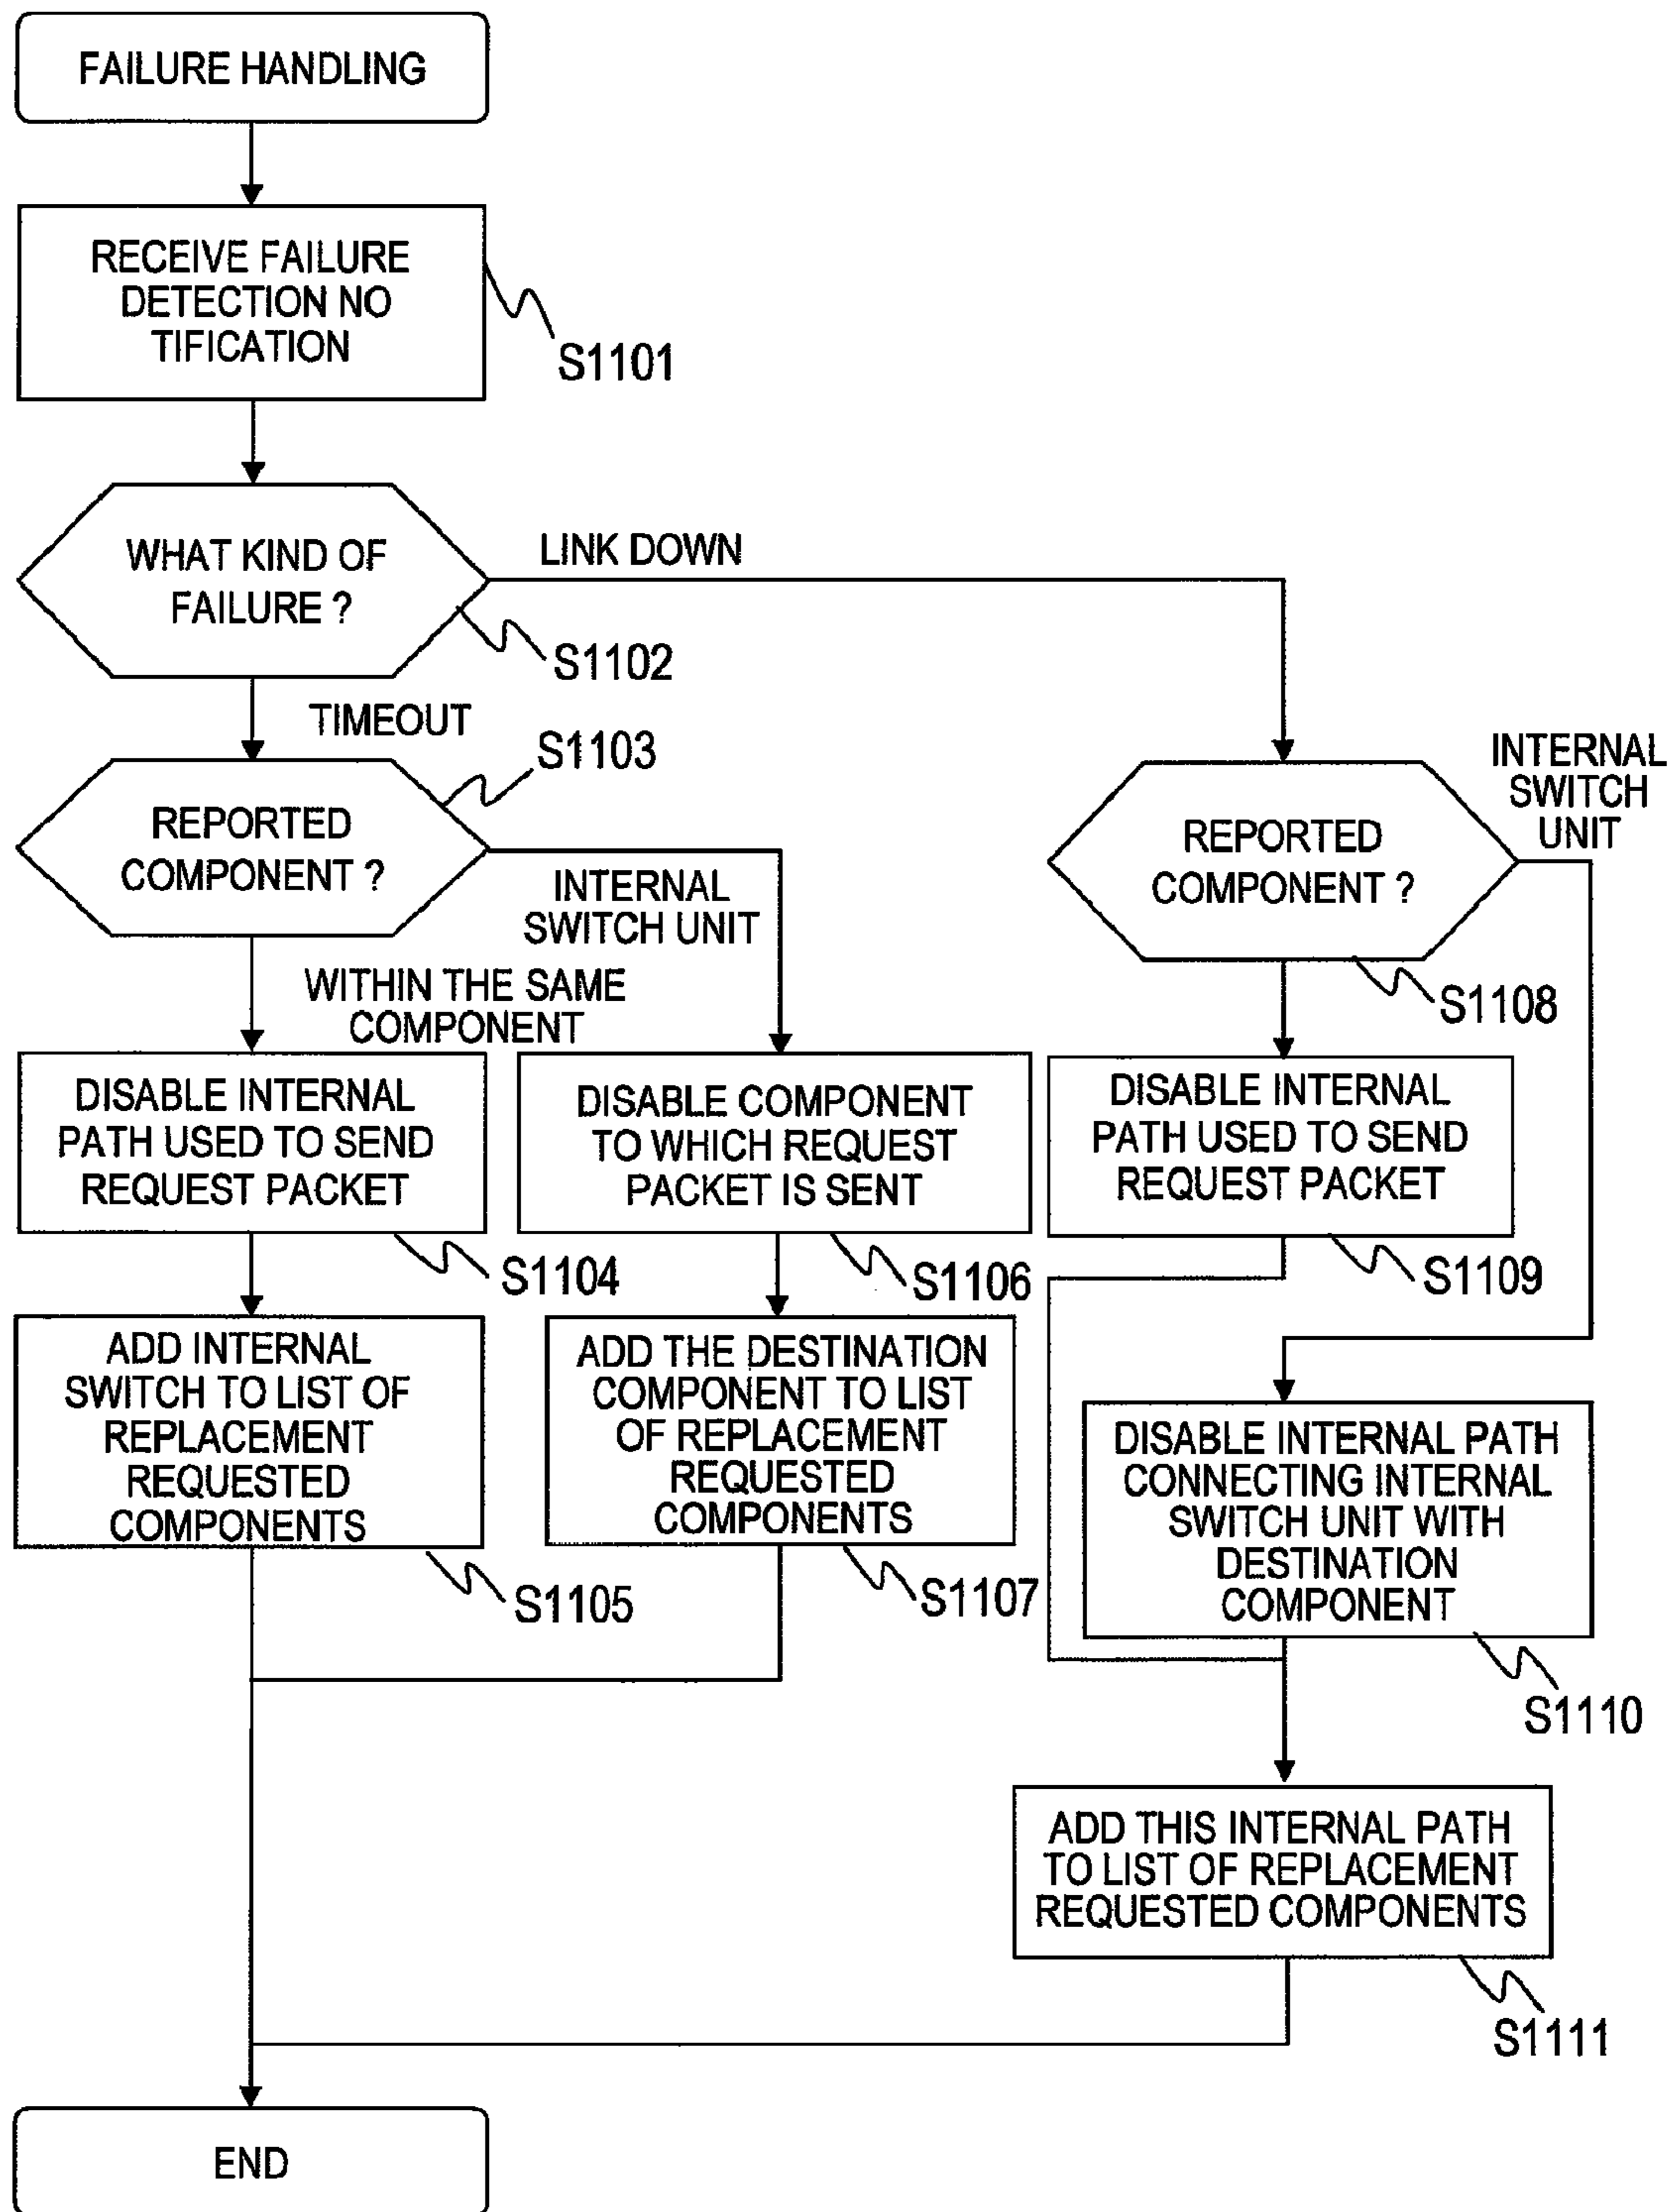 FAILURE HANDLING
RECEIVE FAILURE
DETECTION NO
TIFICATION
S1101
WHAT KIND OF
FAILURE ?
S1102
LINK DOWN
TIMEOUT
S1103
REPORTED
COMPONENT ?
INTERNAL
SWITCH UNIT
WITHIN THE SAME
COMPONENT
REPORTED
COMPONENT ?
INTERNAL
SWITCH
UNIT
S1108
DISABLE INTERNAL
PATH USED TO SEND
REQUEST PACKET
S1104
DISABLE COMPONENT
TO WHICH REQUEST
PACKET IS SENT
S1106
DISABLE INTERNAL
PATH USED TO SEND
REQUEST PACKET
S1109
ADD INTERNAL
SWITCH TO LIST OF
REPLACEMENT
REQUESTED
COMPONENTS
S1105
ADD THE DESTINATION
COMPONENT TO LIST
OF REPLACEMENT
REQUESTED
COMPONENTS
S1107
DISABLE INTERNAL PATH
CONNECTING INTERNAL
SWITCH UNIT WITH
DESTINATION
COMPONENT
S1110
ADD THIS INTERNAL PATH
TO LIST OF REPLACEMENT
REQUESTED COMPONENTS
S1111
END